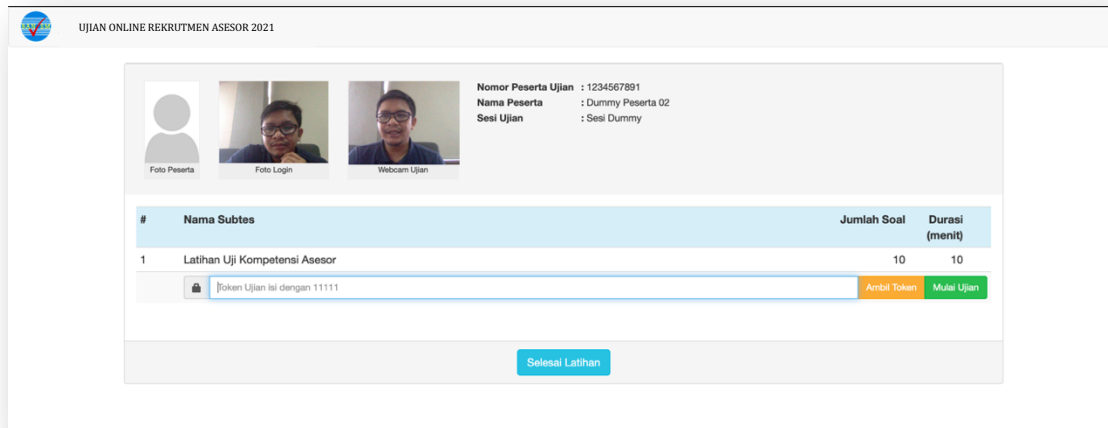 UJIAN ONLINE REKRUTMEN ASESOR 2021
Nomor Peserta Ujian : 1234567891
Nama Peserta : Dummy Peserta 02
Sesi Ujian : Sesi Dummy
Foto Peserta
Foto Login
Webcam Ujian
# Nama Subtes Jumlah Soal Durasi
(menit)
1 Latihan Uji Kompetensi Asesor 10 10
Token Ujian isi dengan 11111 Ambil Token Mulai Ujian
Selesai Latihan